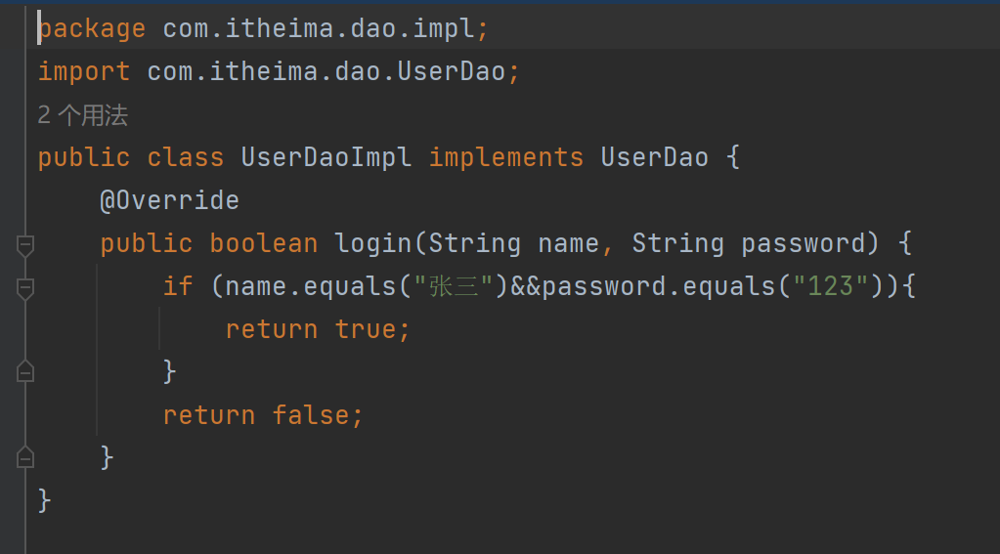 package com.itheima.dao.impl;
import com.itheima.dao.UserDao;
2 个用法
public class UserDaoImpl implements UserDao {
    @Override
    public boolean login(String name, String password) {
        if (name.equals("张三")&&password.equals("123")){
            return true;
        }
        return false;
    }
}